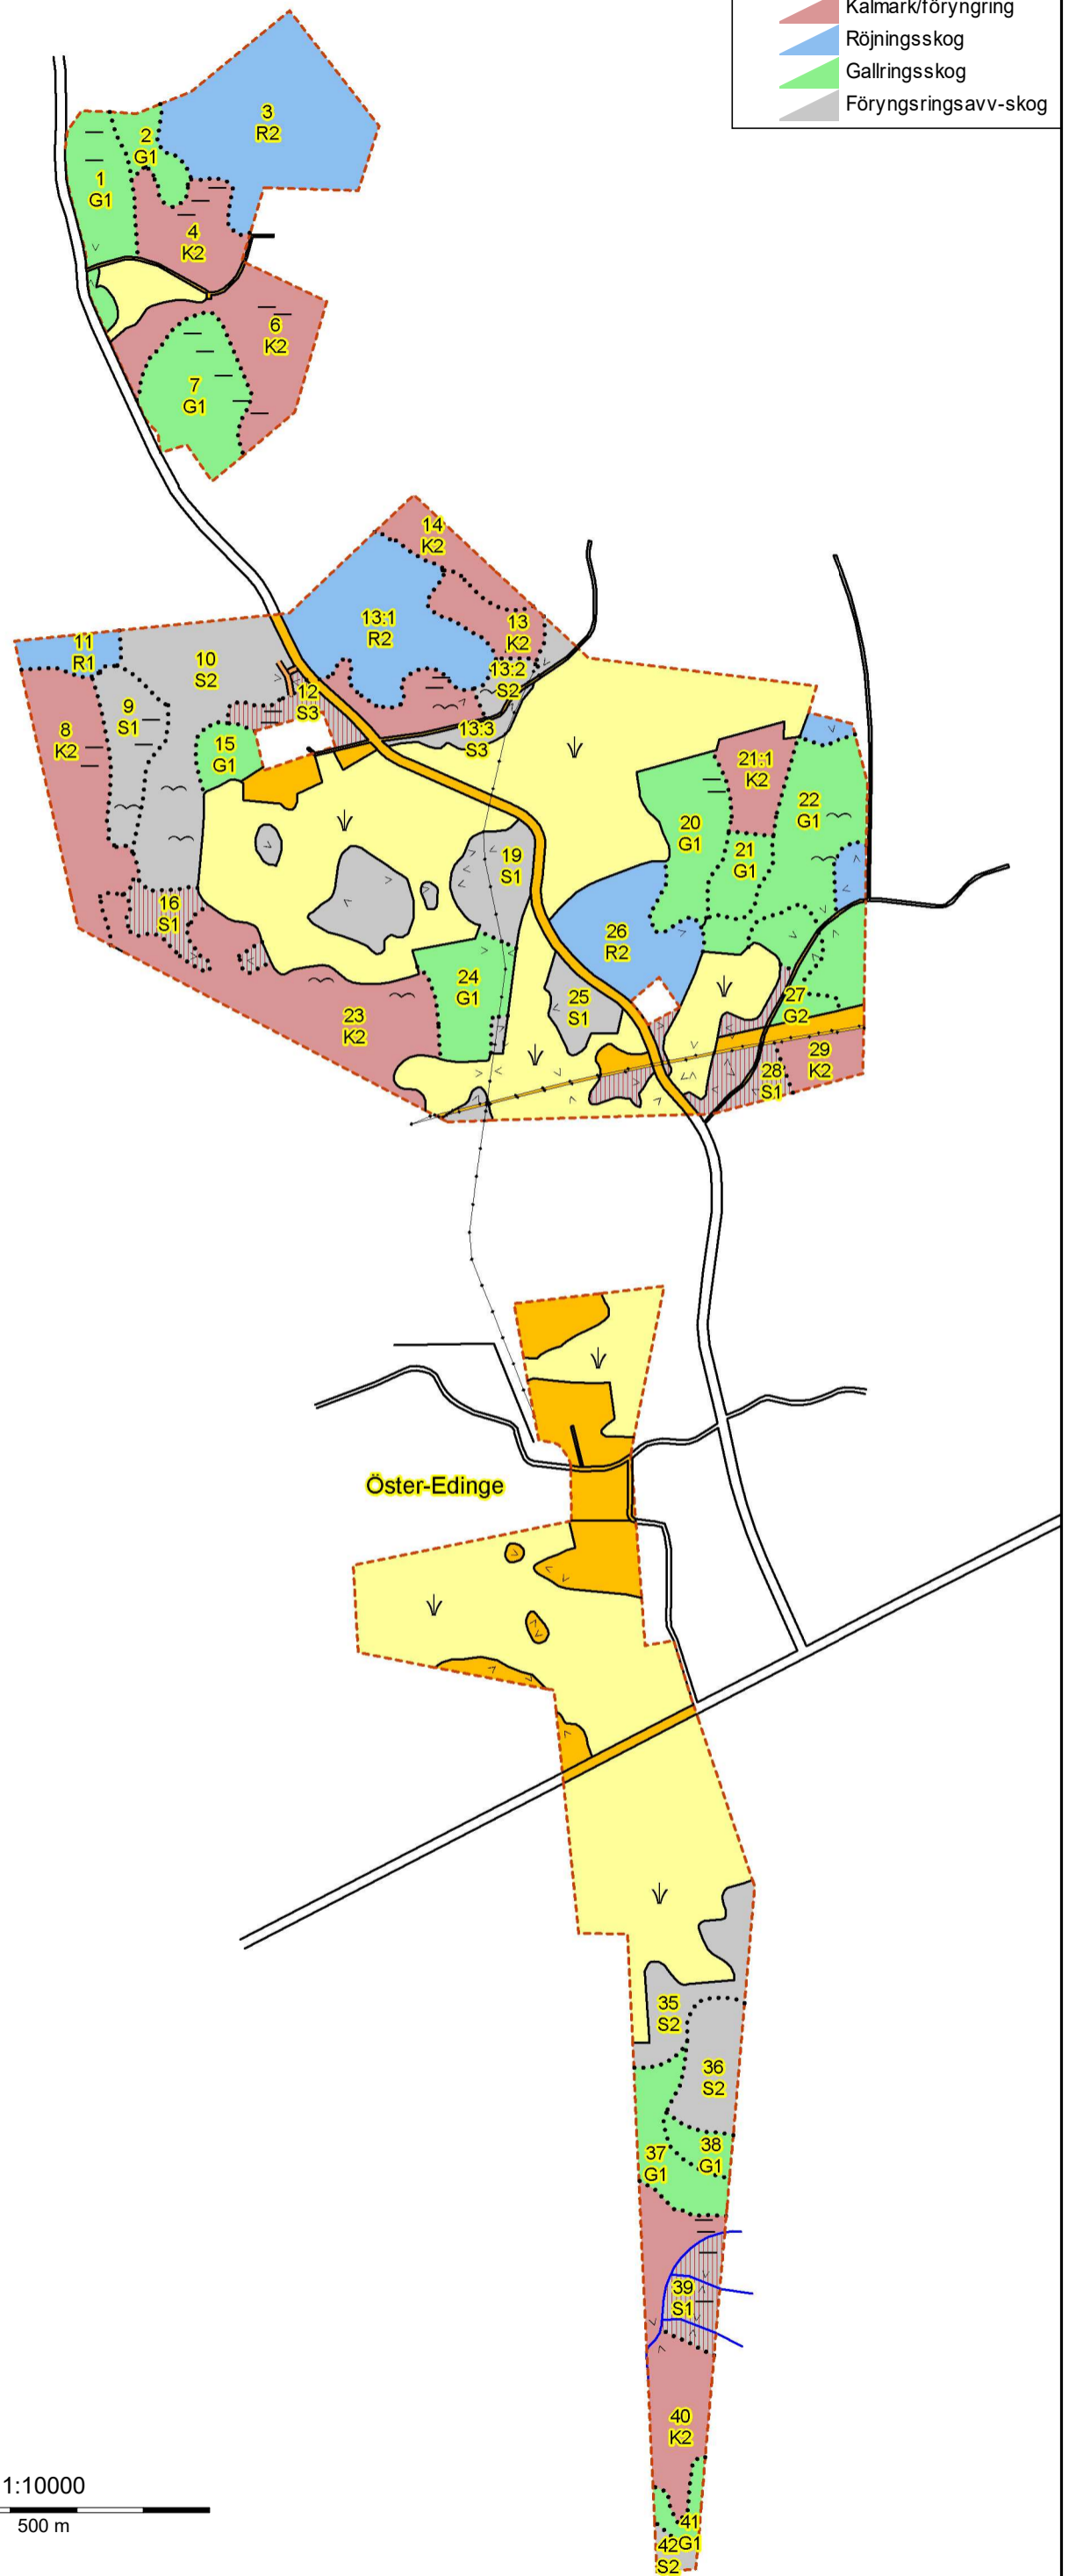 Kalmark/föryngring
Röjningsskog
Gallringsskog
Föryngsringsavv-skog
3
R2
2
G1
1
G1
4
K2
6
K2
7
G1
14
K2
13:1
R2
13
K2
11
R1
10
S2
13:2
S2
12
S3
9
S1
8
K2
15
G1
13:3
S3
21:1
K2
22
G1
20
G1
21
G1
19
S1
16
S1
26
R2
24
G1
25
S1
23
K2
27
G2
29
K2
28
S1
Öster-Edinge
35
S2
36
S2
38
G1
37
G1
39
S1
40
K2
41
G1
42
S2
1:10000
500 m